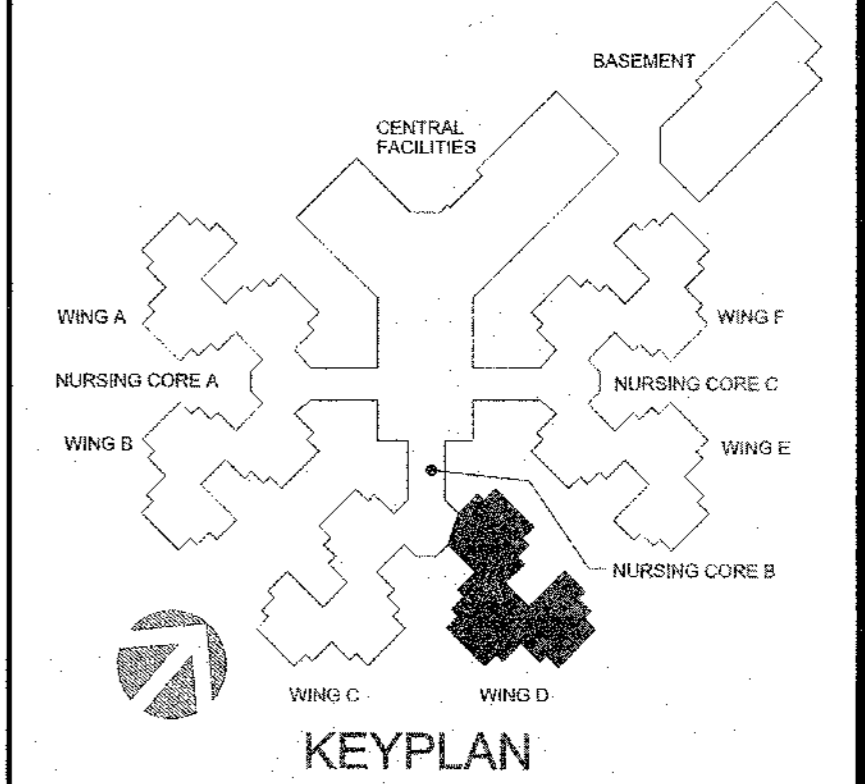 BASEMENT
CENTRAL
FACILITIES
WING A
WING F
NURSING CORE A
NURSING CORE C
WING B
WING E
NURSING CORE B
WING C
WING D
KEYPLAN